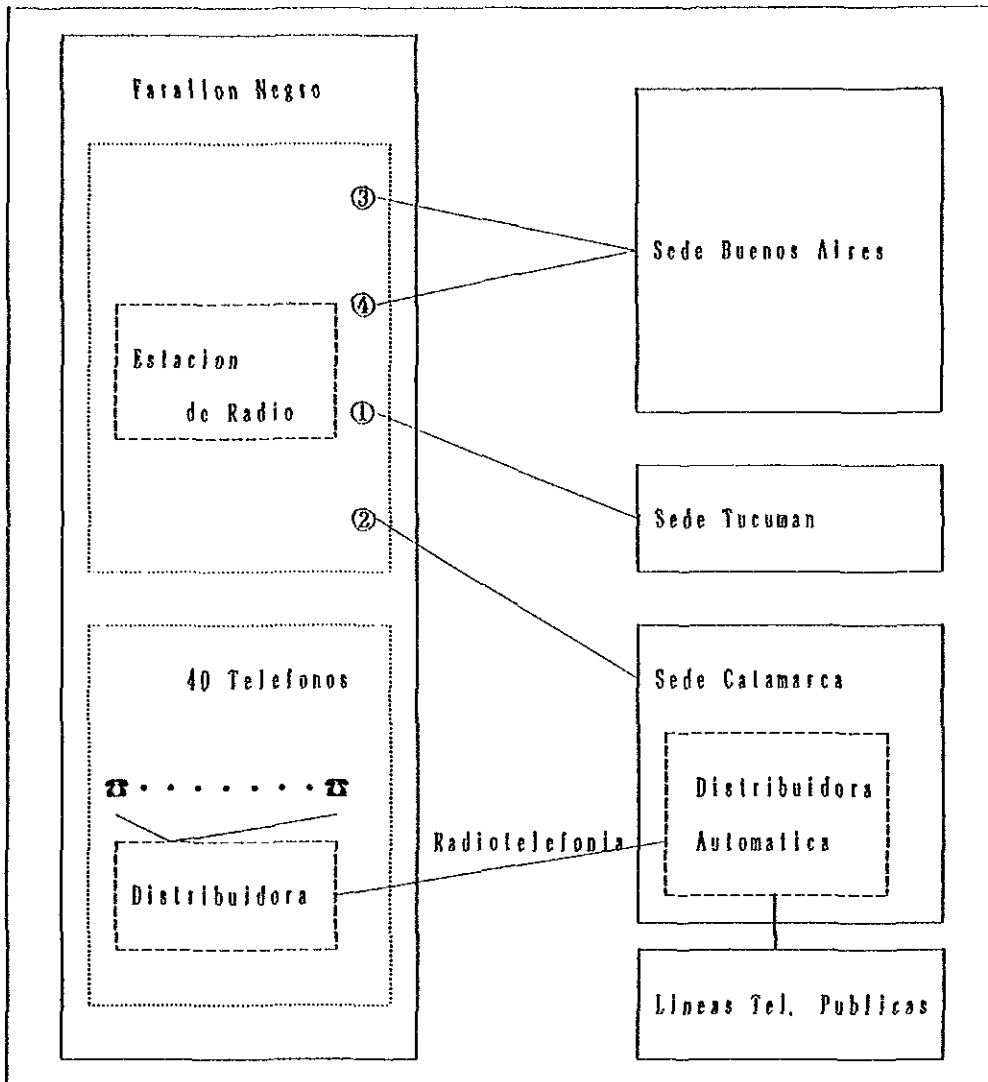 Farallon Negro
③
④
Estacion
de Radio
①
②
40 Telefonos
Distribuidora
Radiotelefonia
Sede Buenos Aires
Sede Tucuman
Sede Catamarca
Distribuidora
Automatica
Lineas Tel. Publicas